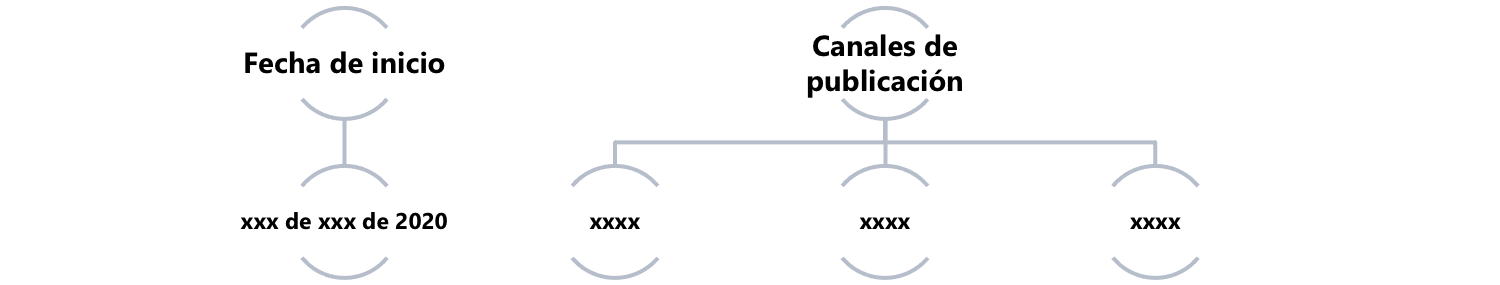 Fecha de inicio
Canales de
publicación
xxx de xxx de 2020
xxxx
xxxx
xxxx